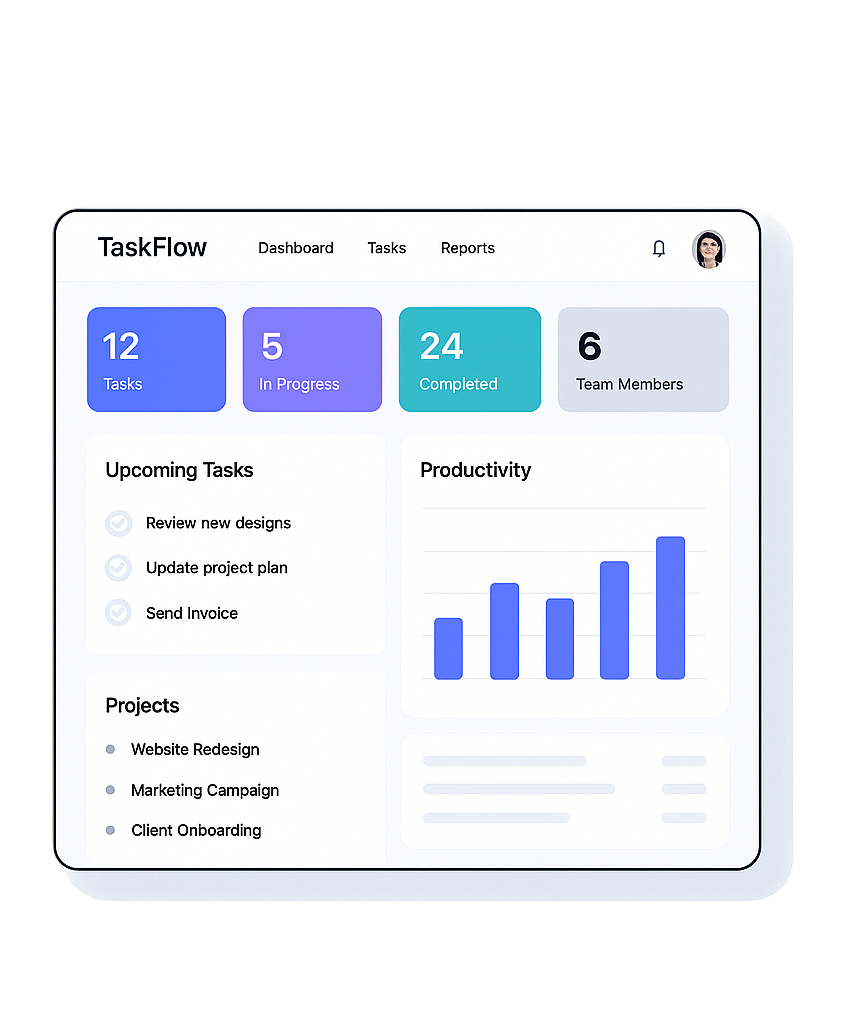 TaskFlow Dashboard Tasks Reports
12 5 24 6
Tasks In Progress Completed Team Members
Upcoming Tasks
Review new designs
Update project plan
Send Invoice
Productivity
Projects
Website Redesign
Marketing Campaign
Client Onboarding